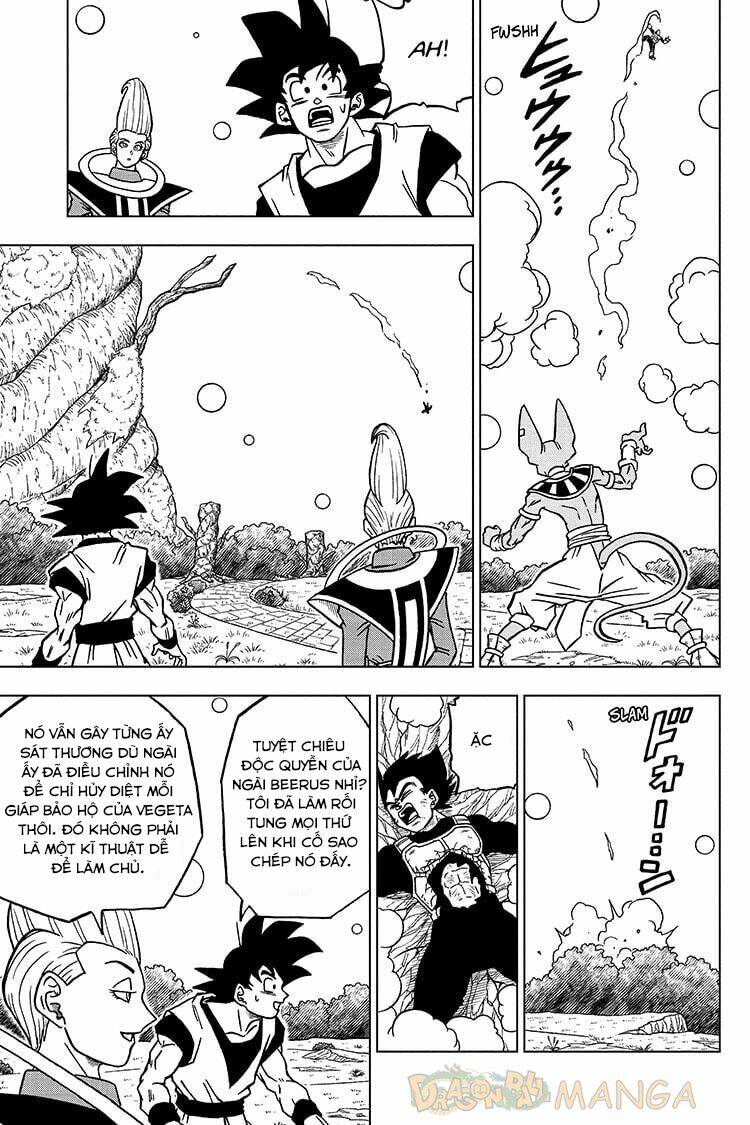 FWSHH
ヒュウウウ…
AH!
SLAM
ドオー…ン
ẶC
TUYỆT CHIÊU
ĐỘC QUYỀN CỦA
NGÀI BEERUS NHỈ?
TÔI ĐÃ LÀM RỐI
TUNG MỌI THỨ
LÊN KHI CỐ SAO
CHÉP NÓ ĐẤY.
NÓ VẪN GÂY TỪNG ẤY
SÁT THƯƠNG DÙ NGÀI
ẤY ĐÃ ĐIỀU CHỈNH NÓ
ĐỂ CHỈ HỦY DIỆT MỖI
GIÁP BẢO HỘ CỦA VEGETA
THÔI. ĐÓ KHÔNG PHẢI
LÀ MỘT KĨ THUẬT DỄ
ĐỂ LÀM CHỦ.
DRAGON BALL MANGA